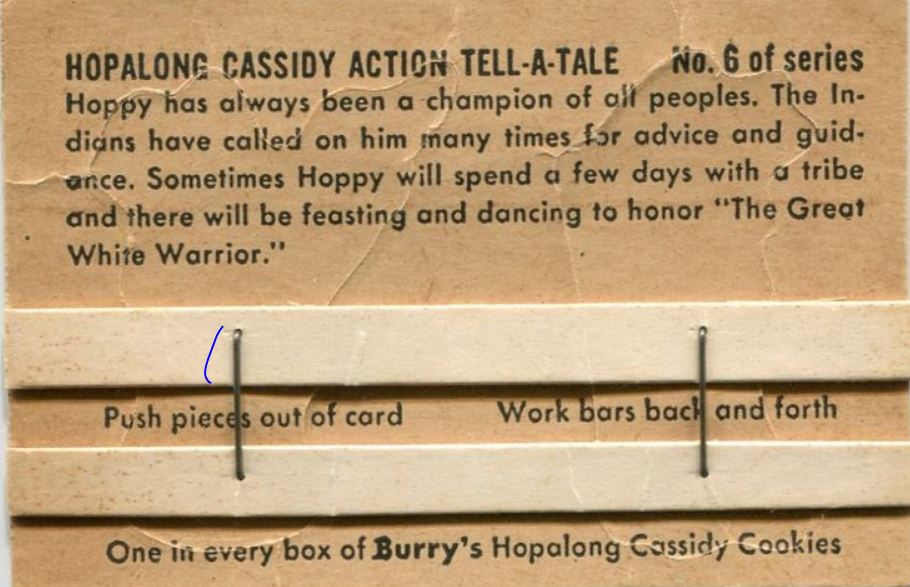 HOPALONG CASSIDY ACTION TELL-A-TALE No. 6 of series
Hoppy has always been a champion of all peoples. The In-
dians have called on him many times for advice and guid-
ance. Sometimes Hoppy will spend a few days with a tribe
and there will be feasting and dancing to honor "The Great
White Warrior."
Push pieces out of card Work bars back and forth
One in every box of Burry's Hopalong Cassidy Cookies